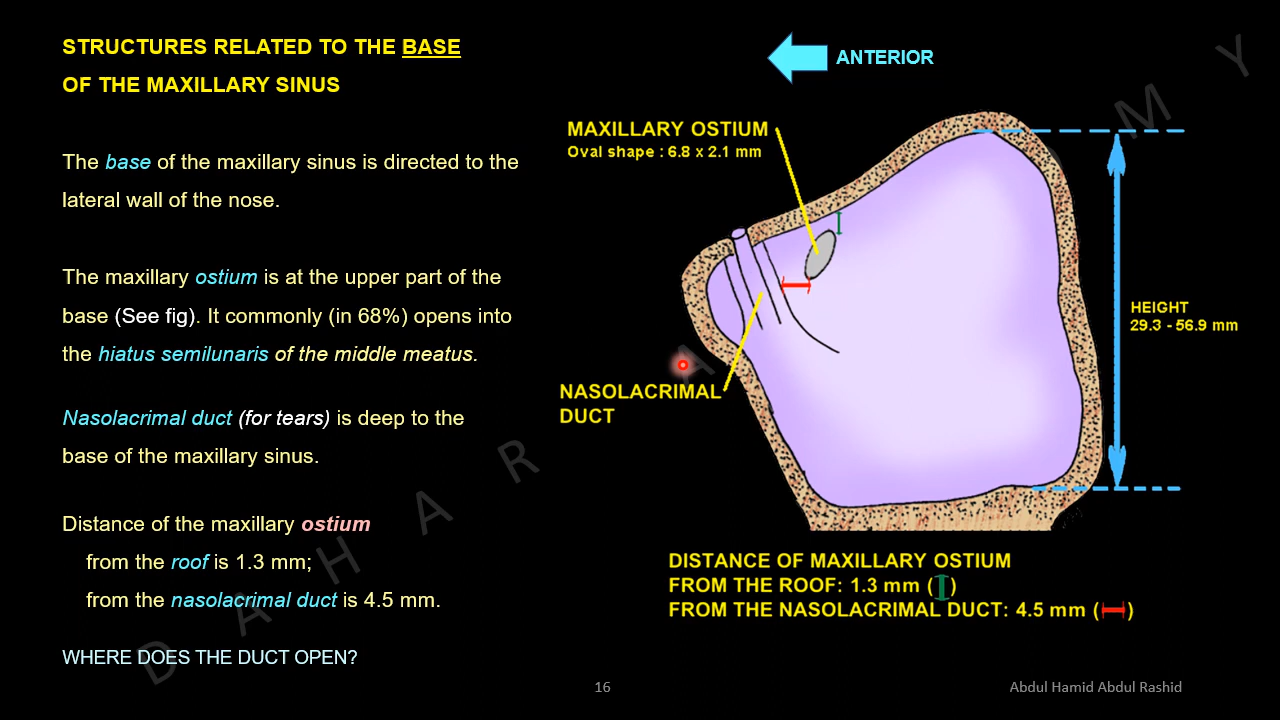 STRUCTURES RELATED TO THE BASE
OF THE MAXILLARY SINUS
The base of the maxillary sinus is directed to the
lateral wall of the nose.
The maxillary ostium is at the upper part of the
base (See fig). It commonly (in 68%) opens into
the hiatus semilunaris of the middle meatus.
Nasolacrimal duct (for tears) is deep to the
base of the maxillary sinus.
Distance of the maxillary ostium
from the roof is 1.3 mm;
from the nasolacrimal duct is 4.5 mm.
WHERE DOES THE DUCT OPEN?
ANTERIOR
MAXILLARY OSTIUM
Oval shape : 6.8 x 2.1 mm
NASOLACRIMAL
DUCT
HEIGHT
29.3 - 56.9 mm
DISTANCE OF MAXILLARY OSTIUM
FROM THE ROOF: 1.3 mm ( )
FROM THE NASOLACRIMAL DUCT: 4.5 mm ( )
16
Abdul Hamid Abdul Rashid
D A H A R A M Y